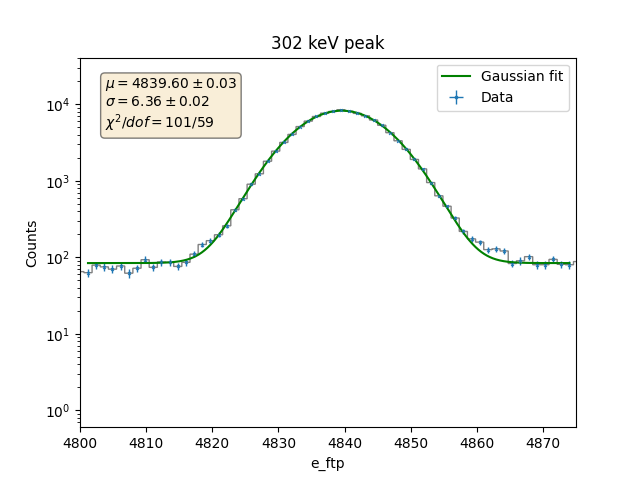 302 keV peak
μ = 4839.60 ± 0.03
σ = 6.36 ± 0.02
χ²/dof = 101/59
Gaussian fit
Data
Counts
10⁴
10³
10²
10¹
10⁰
4800 4810 4820 4830 4840 4850 4860 4870
e_ftp